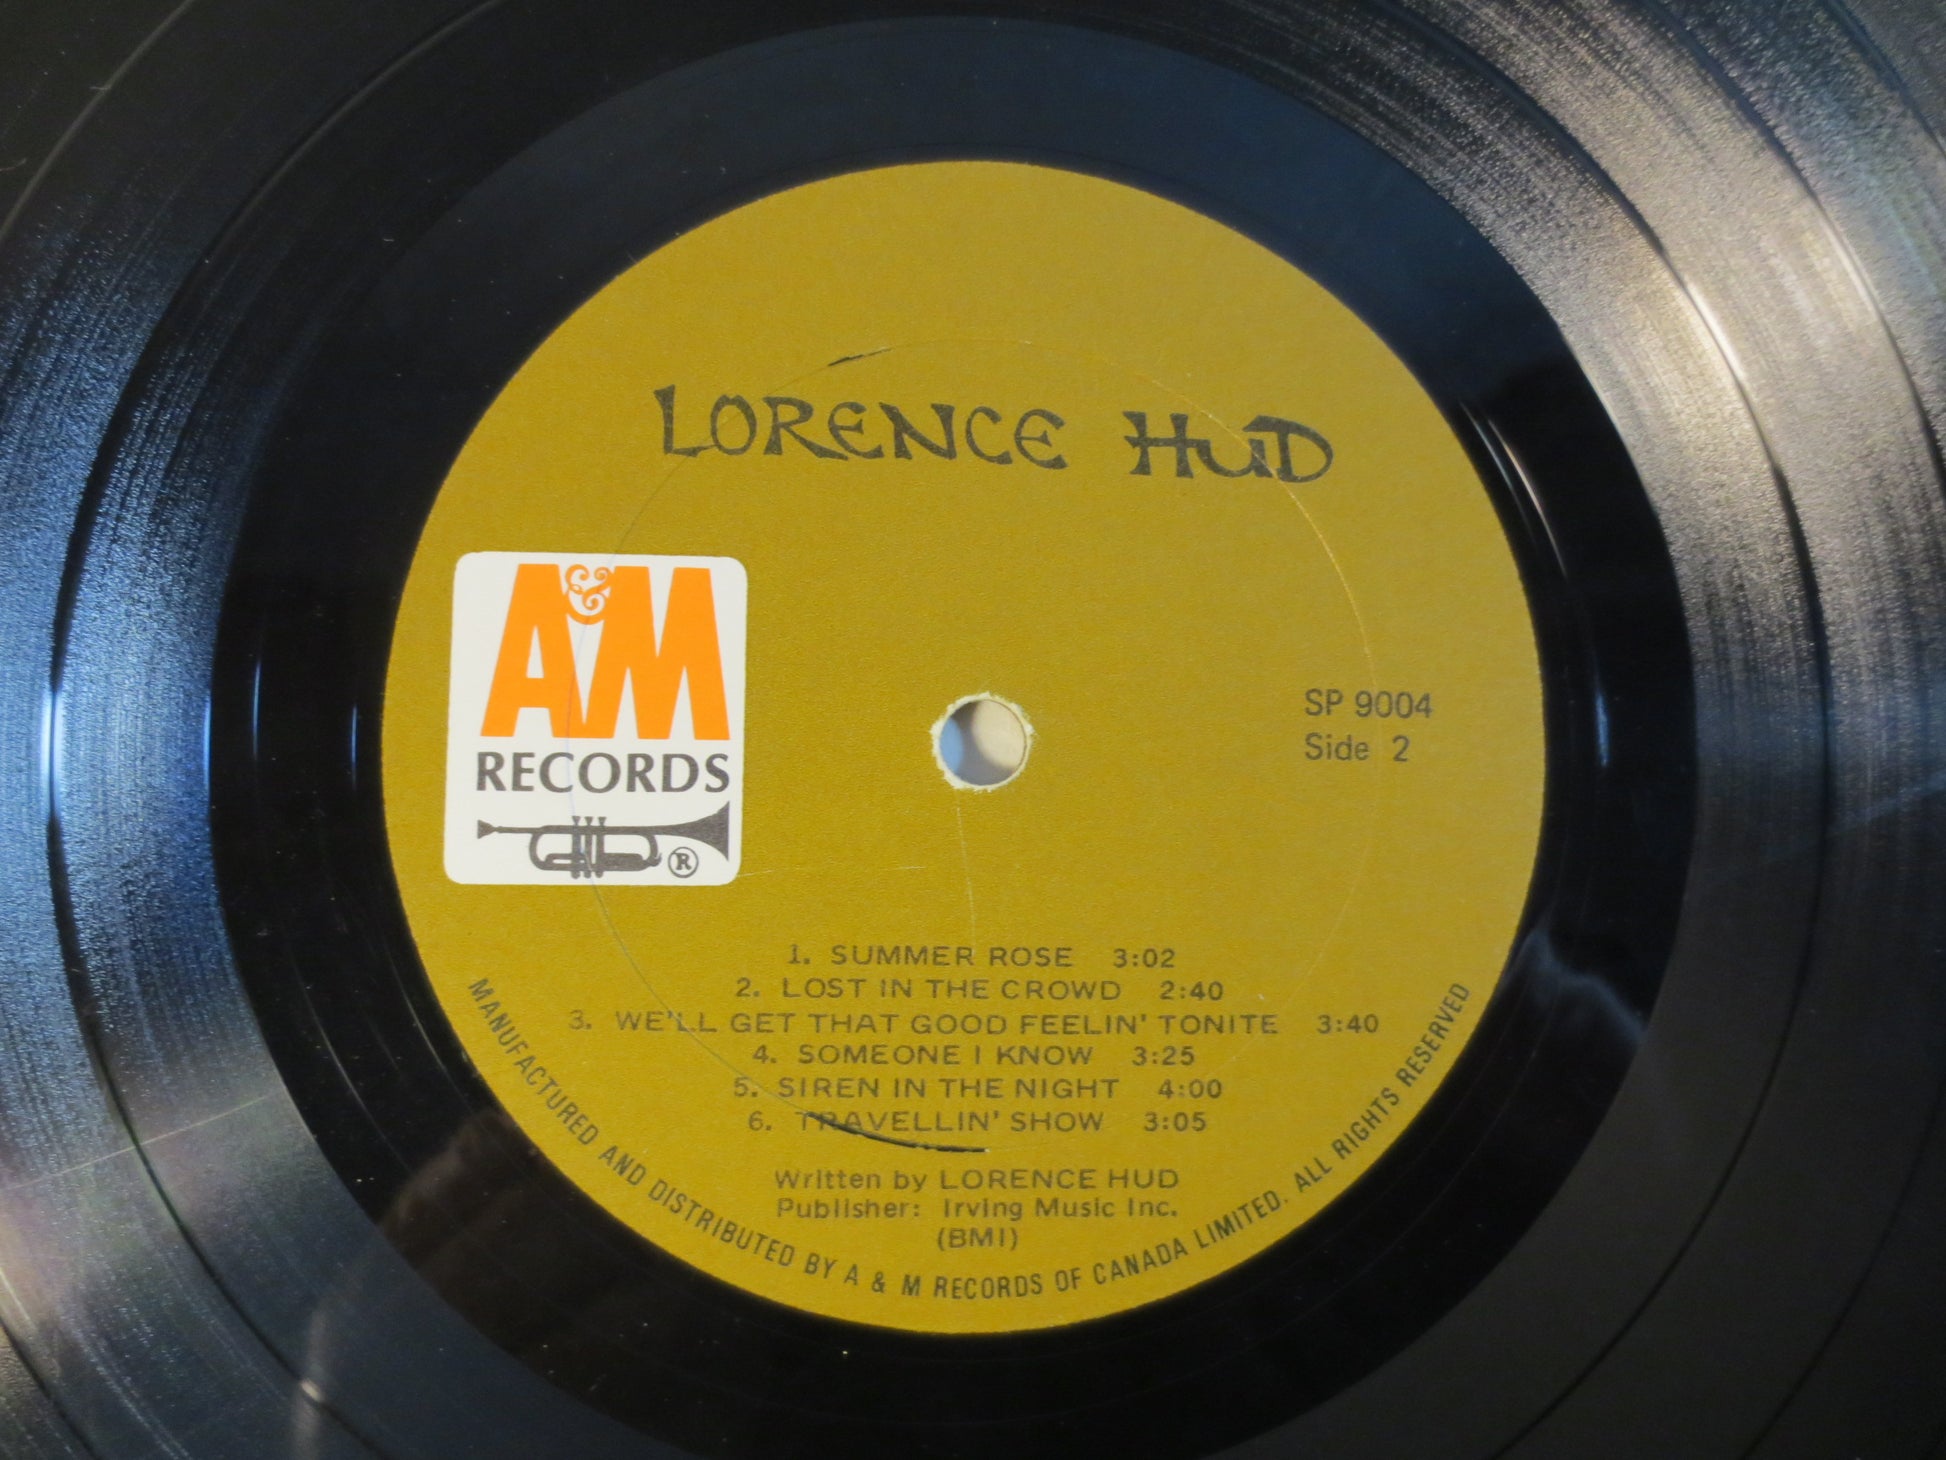 LORENCE HUD
A&M
RECORDS
®
SP 9004
Side 2
1. SUMMER ROSE 3:02
2. LOST IN THE CROWD 2:40
3. WE'LL GET THAT GOOD FEELIN' TONITE 3:40
4. SOMEONE I KNOW 3:25
5. SIREN IN THE NIGHT 4:00
6. TRAVELLIN' SHOW 3:05
Written by LORENCE HUD
Publisher: Irving Music Inc.
(BMI)
MANUFACTURED AND DISTRIBUTED BY A & M RECORDS OF CANADA LIMITED. ALL RIGHTS RESERVED